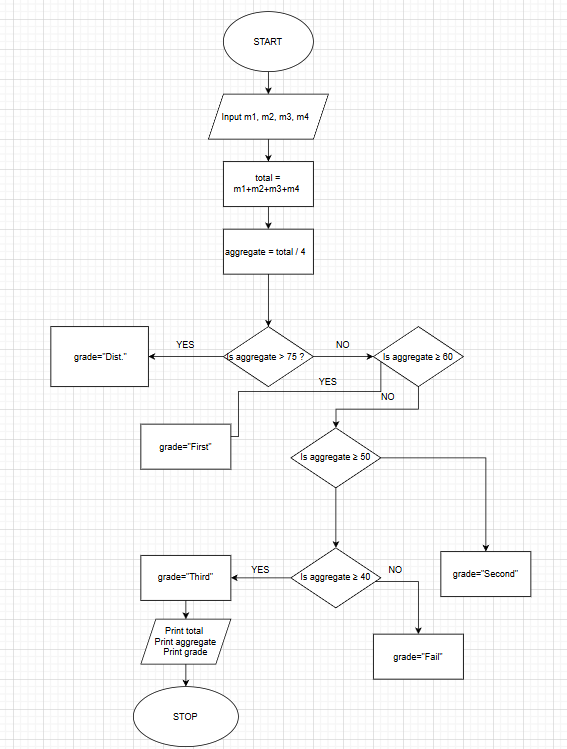 START
Input m1, m2, m3, m4
total =
m1+m2+m3+m4
aggregate = total / 4
YES
NO
grade="Dist."
Is aggregate > 75 ?
Is aggregate ≥ 60
YES
NO
grade="First"
Is aggregate ≥ 50
YES
NO
grade="Third"
Is aggregate ≥ 40
grade="Second"
Print total
Print aggregate
Print grade
grade="Fail"
STOP